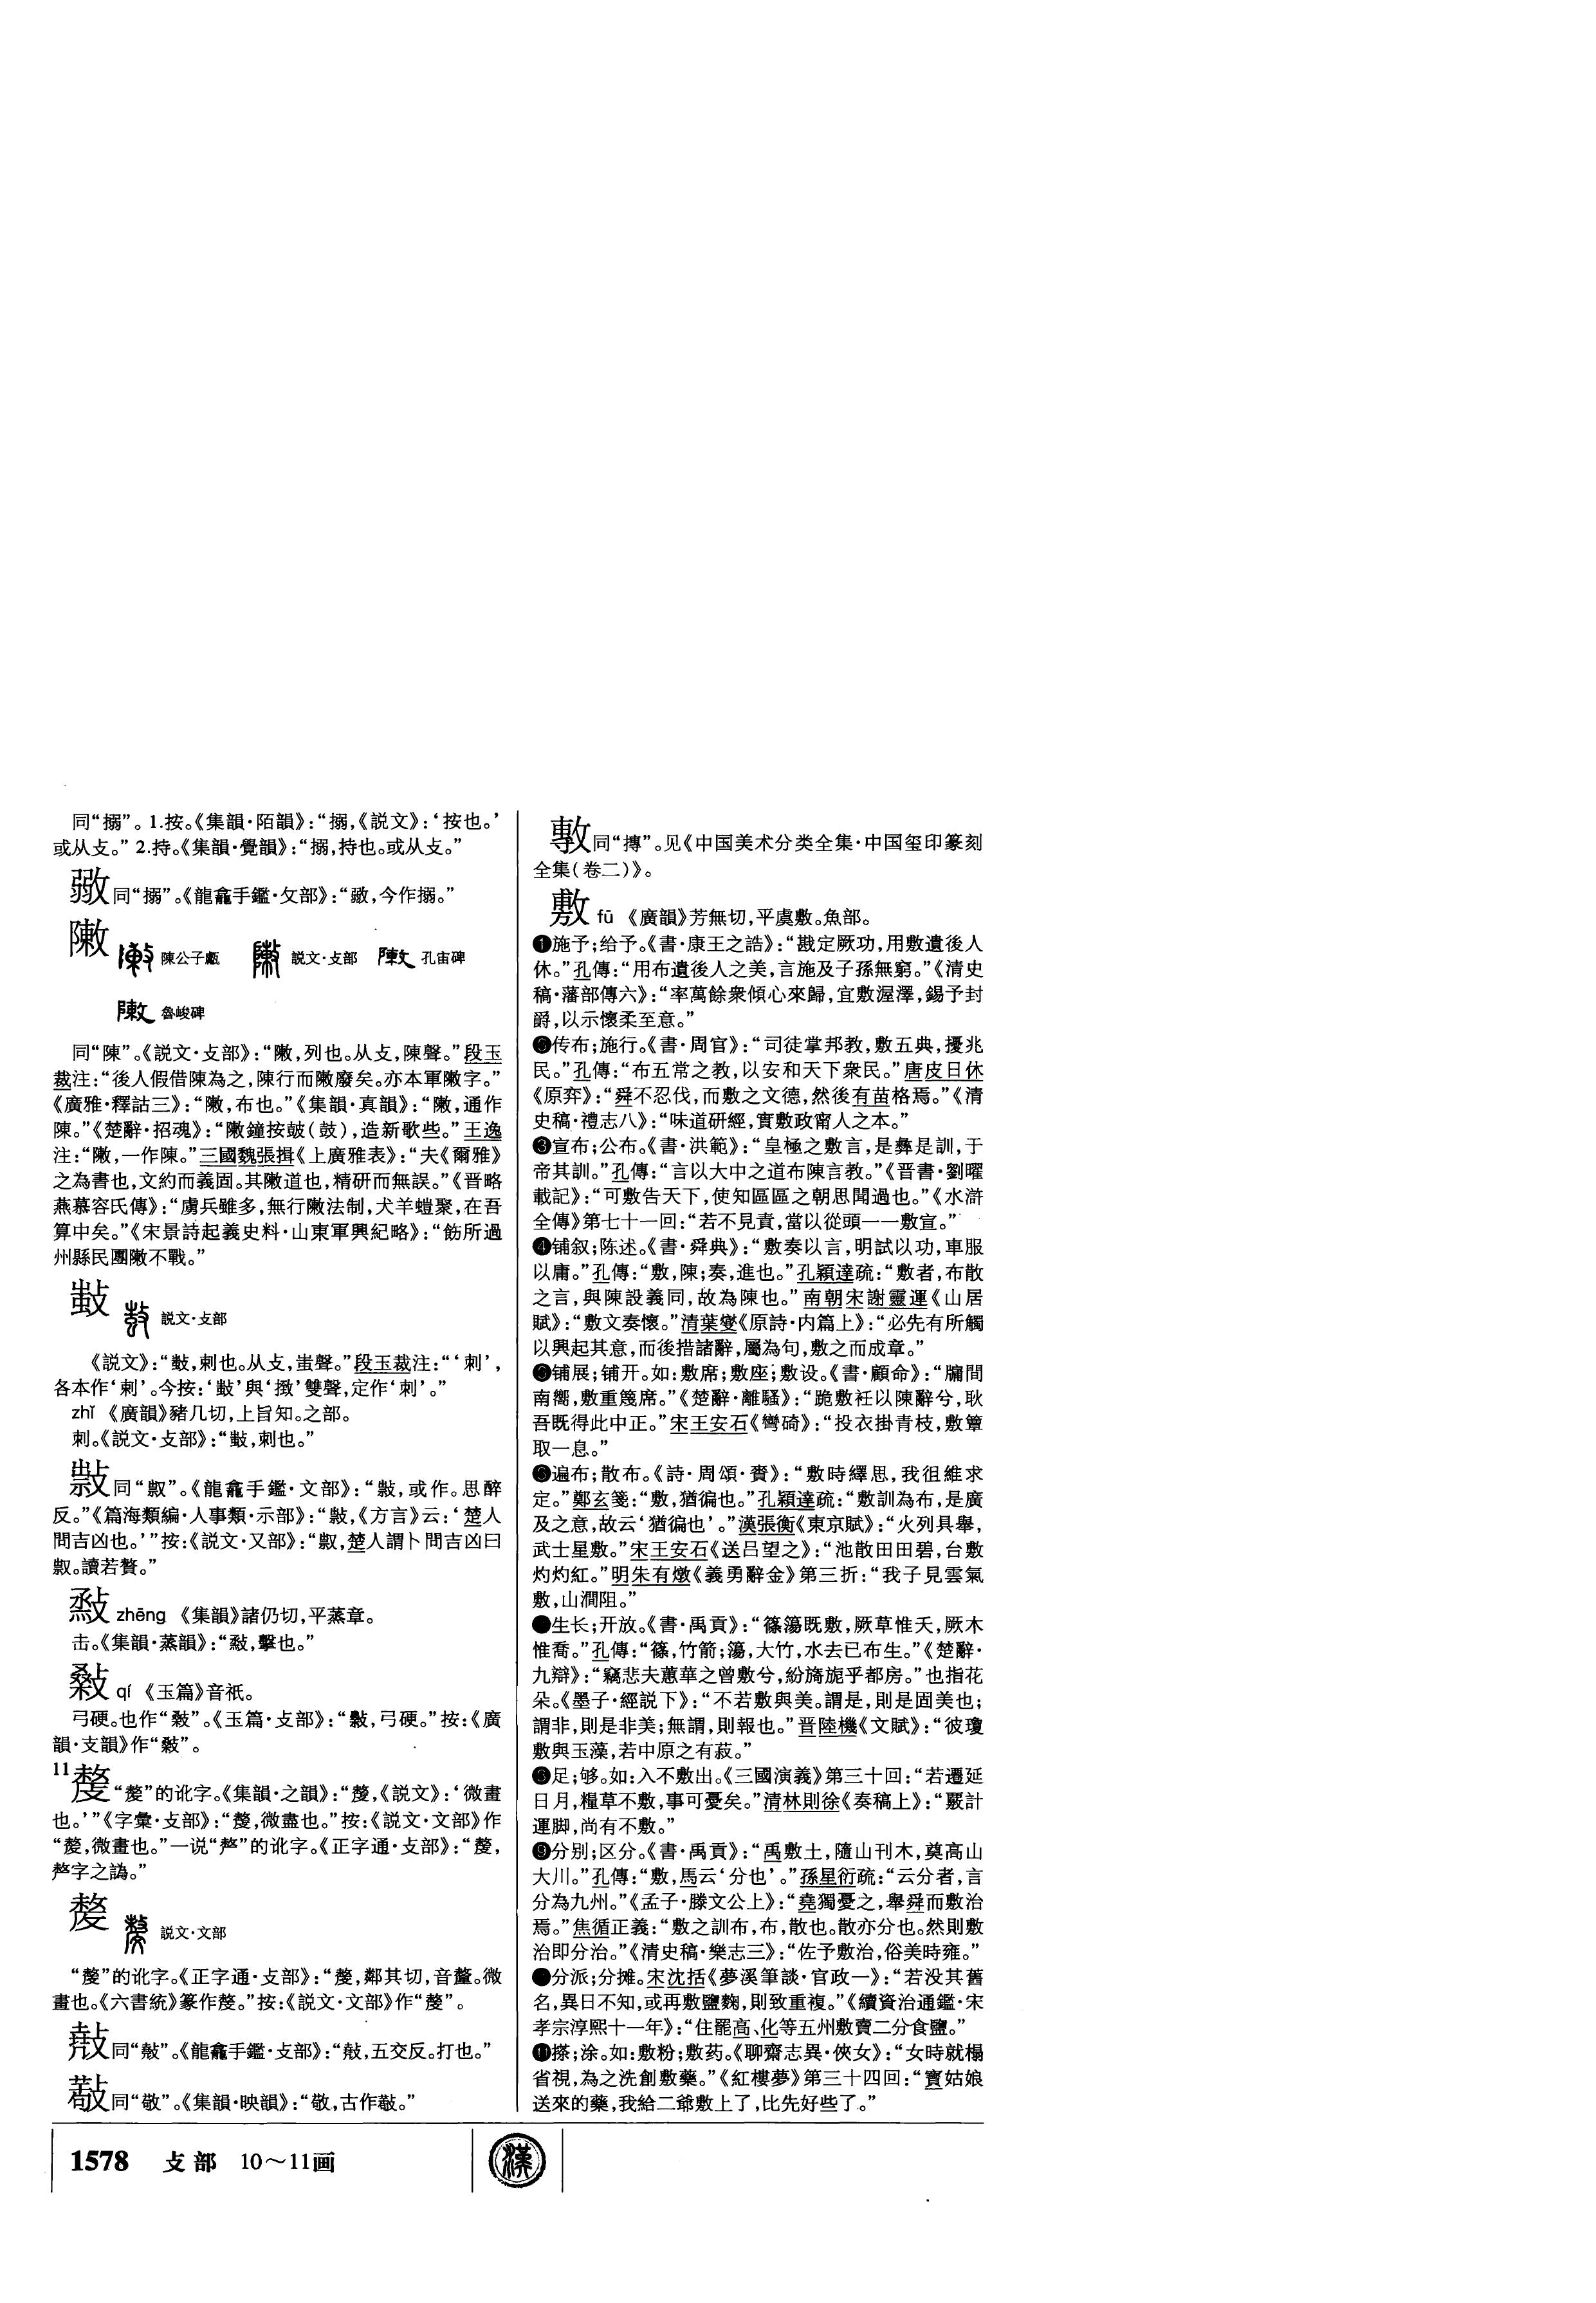 同“搦”。1.按。《集韻·陌韻》：“搦，《説文》：‘按也。’
或从攴。”2.持。《集韻·覺韻》：“搦，持也。或从攴。”
同“搦”。《龍龕手鑑·攵部》：“𢾞，今作搦。”
敶
陳公子甗 説文·攴部 孔宙碑
魯峻碑
同“陳”。《説文·攴部》：“敶，列也。从攴，陳聲。”段玉
裁注：“後人假借陳為之，陳行而敶廢矣。亦本軍敶字。”
《廣雅·釋詁三》：“敶，布也。”《集韻·真韻》：“敶，通作
陳。”《楚辭·招魂》：“敶鐘按皷（鼓），造新歌些。”王逸
注：“敶，一作陳。”三國魏張揖《上廣雅表》：“夫《爾雅》
之為書也，文約而義固。其敶道也，精研而無誤。”《晋略
燕慕容氏傳》：“虜兵雖多，無行敶法制，犬羊螘聚，在吾
算中矣。”《宋景詩起義史料·山東軍興紀略》：“飭所過
州縣民團敶不戰。”
㩼 説文·攴部
《説文》：“，刺也。从攴，蚩聲。”段玉裁注：“‘刺’，
各本作‘剌’。今按：‘’與‘㨖’雙聲，定作‘刺’。”
zhǐ 《廣韻》豬几切，上旨知。之部。
刺。《説文·攴部》：“，刺也。”
同“㕢”。《龍龕手鑑·文部》：“，或作。思醉
反。”《篇海類編·人事類·示部》：“，《方言》云：‘楚人
問吉凶也。’”按：《説文·又部》：“，楚人謂卜問吉凶曰
。讀若贅。”
zhēng 《集韻》諸仍切，平蒸章。
击。《集韻·蒸韻》：“，擊也。”
qí 《玉篇》音祇。
弓硬。也作“”。《玉篇·攴部》：“，弓硬。”按：《廣
韻·支韻》作“”。
11 “”的讹字。《集韻·之韻》：“，《説文》：‘微畫
也。’”《字彙·攴部》：“，微畫也。”按：《説文·文部》作
“，微畫也。”一说“”的讹字。《正字通·攴部》：“，
字之譌。”
説文·文部
“”的讹字。《正字通·攴部》：“，鄰其切，音釐。微
畫也。《六書統》篆作。”按：《説文·文部》作“”。
同“敲”。《龍龕手鑑·攴部》：“，五交反。打也。”
同“敬”。《集韻·映韻》：“敬，古作。”
同“摶”。见《中国美术分类全集·中国玺印篆刻
全集（卷二）》。
敷 fū 《廣韻》芳無切，平虞敷。魚部。
❶施予；给予。《書·康王之誥》：“戡定厥功，用敷遺後人
休。”孔傳：“用布遺後人之美，言施及子孫無窮。”《清史
稿·藩部傳六》：“率萬餘衆傾心來歸，宜敷渥澤，錫予封
爵，以示懷柔至意。”
传布；施行。《書·周官》：“司徒掌邦教，敷五典，擾兆
民。”孔傳：“布五常之教，以安和天下衆民。”唐皮日休
《原弈》：“舜不忍伐，而敷之文德，然後有苗格焉。”《清
史稿·禮志八》：“味道研經，實敷政甯人之本。”
❸宣布；公布。《書·洪範》：“皇極之敷言，是彝是訓，于
帝其訓。”孔傳：“言以大中之道布陳言教。”《晋書·劉曜
載記》：“可敷告天下，使知區區之朝思聞過也。”《水滸
全傳》第七十一回：“若不見責，當以從頭一一敷宣。”
❹铺叙；陈述。《書·舜典》：“敷奏以言，明試以功，車服
以庸。”孔傳：“敷，陳；奏，進也。”孔穎達疏：“敷者，布散
之言，與陳設義同，故為陳也。”南朝宋謝靈運《山居
賦》：“敷文奏懷。”清葉燮《原詩·内篇上》：“必先有所觸
以興起其意，而後措諸辭，屬為句，敷之而成章。”
铺展；铺开。如：敷席；敷座；敷设。《書·顧命》：“牖間
南嚮，敷重篾席。”《楚辭·離騷》：“跪敷衽以陳辭兮，耿
吾既得此中正。”宋王安石《彎碕》：“投衣掛青枝，敷簟
取一息。”
遍布；散布。《詩·周頌·賚》：“敷時繹思，我徂維求
定。”鄭玄箋：“敷，猶徧也。”孔穎達疏：“敷訓為布，是廣
及之意，故云‘猶徧也’。”漢張衡《東京賦》：“火列具舉，
武士星敷。”宋王安石《送吕望之》：“池散田田碧，台敷
灼灼紅。”明朱有燉《義勇辭金》第三折：“我子見雲氣
敷，山澗阻。”
生长；开放。《書·禹貢》：“篠簜既敷，厥草惟夭，厥木
惟喬。”孔傳：“篠，竹箭；簜，大竹，水去已布生。”《楚辭·
九辯》：“竊悲夫蕙華之曾敷兮，紛旖旎乎都房。”也指花
朵。《墨子·經説下》：“不若敷與美。謂是，則是固美也；
謂非，則是非美；無謂，則報也。”晋陸機《文賦》：“彼瓊
敷與玉藻，若中原之有菽。”
足；够。如：入不敷出。《三國演義》第三十回：“若遷延
日月，糧草不敷，事可憂矣。”清林則徐《奏稿上》：“覈計
運脚，尚有不敷。”
❾分别；区分。《書·禹貢》：“禹敷土，隨山刊木，奠高山
大川。”孔傳：“敷，馬云‘分也’。”孫星衍疏：“云分者，言
分為九州。”《孟子·滕文公上》：“堯獨憂之，舉舜而敷治
焉。”焦循正義：“敷之訓布，布，散也。散亦分也。然則敷
治即分治。”《清史稿·樂志三》：“佐予敷治，俗美時雍。”
分派；分摊。宋沈括《夢溪筆談·官政一》：“若没其舊
名，異日不知，或再敷鹽麴，則致重複。”《續資治通鑑·宋
孝宗淳熙十一年》：“住罷高、化等五州敷賣二分食鹽。”
⓫搽；涂。如：敷粉；敷药。《聊齋志異·俠女》：“女時就榻
省視，為之洗創敷藥。”《紅樓夢》第三十四回：“寶姑娘
送來的藥，我給二爺敷上了，比先好些了。”
1578 攴部 10～11画
漢